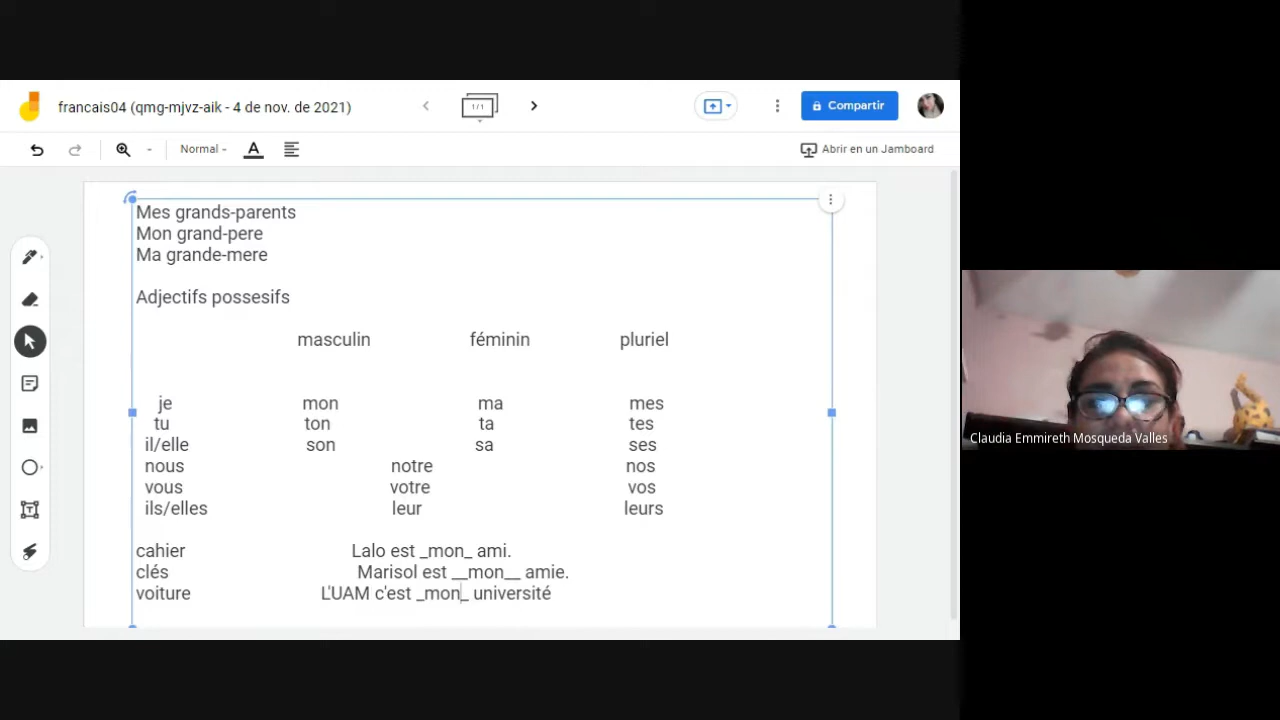 francais04 (qmg-mjvz-aik - 4 de nov. de 2021)
1/1
Compartir
Normal
A
Abrir en un Jamboard
Mes grands-parents
Mon grand-pere
Ma grande-mere
Adjectifs possesifs
masculin féminin pluriel
je mon ma mes
tu ton ta tes
il/elle son sa ses
nous notre nos
vous votre vos
ils/elles leur leurs
cahier Lalo est _mon_ ami.
clés Marisol est __mon__ amie.
voiture L'UAM c'est _mon_ université
Claudia Emmireth Mosqueda Valles